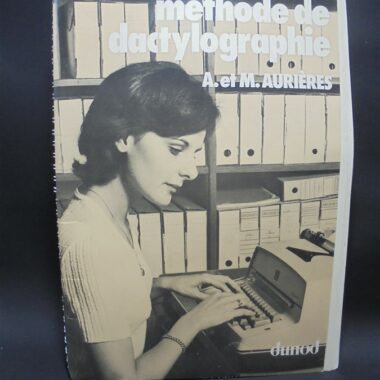 méthode de
dactylographie
A. et M. AURIÈRES
dunod